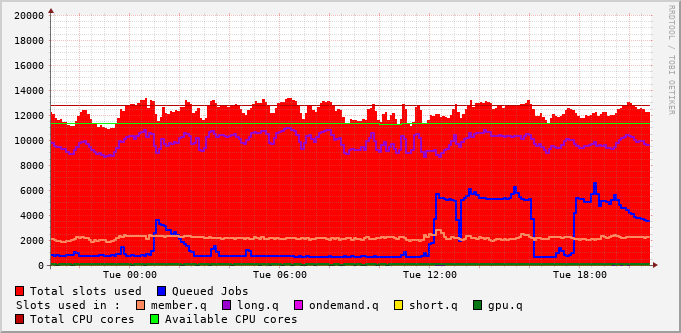 20000
18000
16000
14000
12000
10000
8000
6000
4000
2000
0
Tue 00:00 Tue 06:00 Tue 12:00 Tue 18:00
RRDTOOL / TOBI OETIKER
Total slots used Queued Jobs
Slots used in : member.q long.q ondemand.q short.q gpu.q
Total CPU cores Available CPU cores